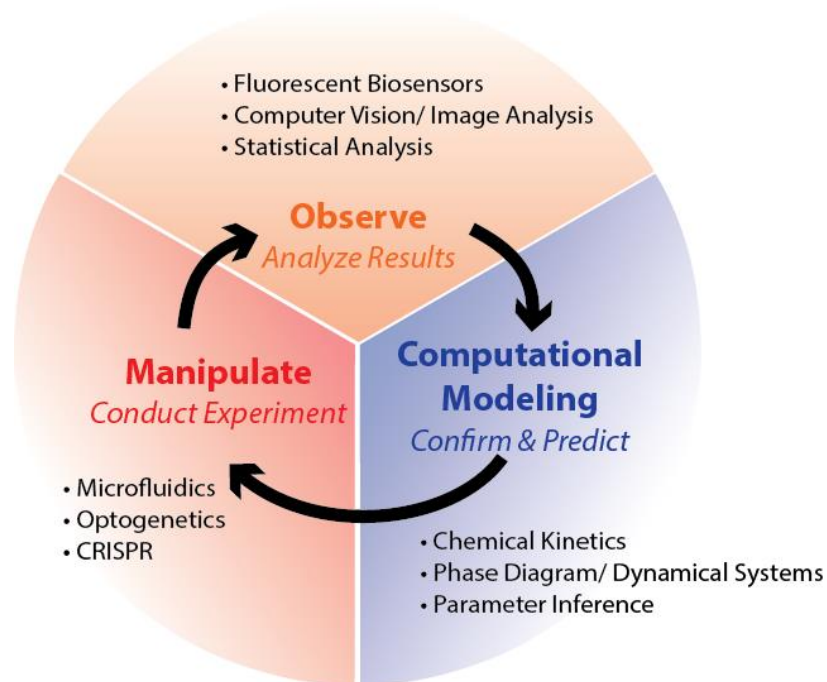 • Fluorescent Biosensors
• Computer Vision/ Image Analysis
• Statistical Analysis
Observe
Analyze Results
Computational
Modeling
Confirm & Predict
Manipulate
Conduct Experiment
• Microfluidics
• Optogenetics
• CRISPR
• Chemical Kinetics
• Phase Diagram/ Dynamical Systems
• Parameter Inference